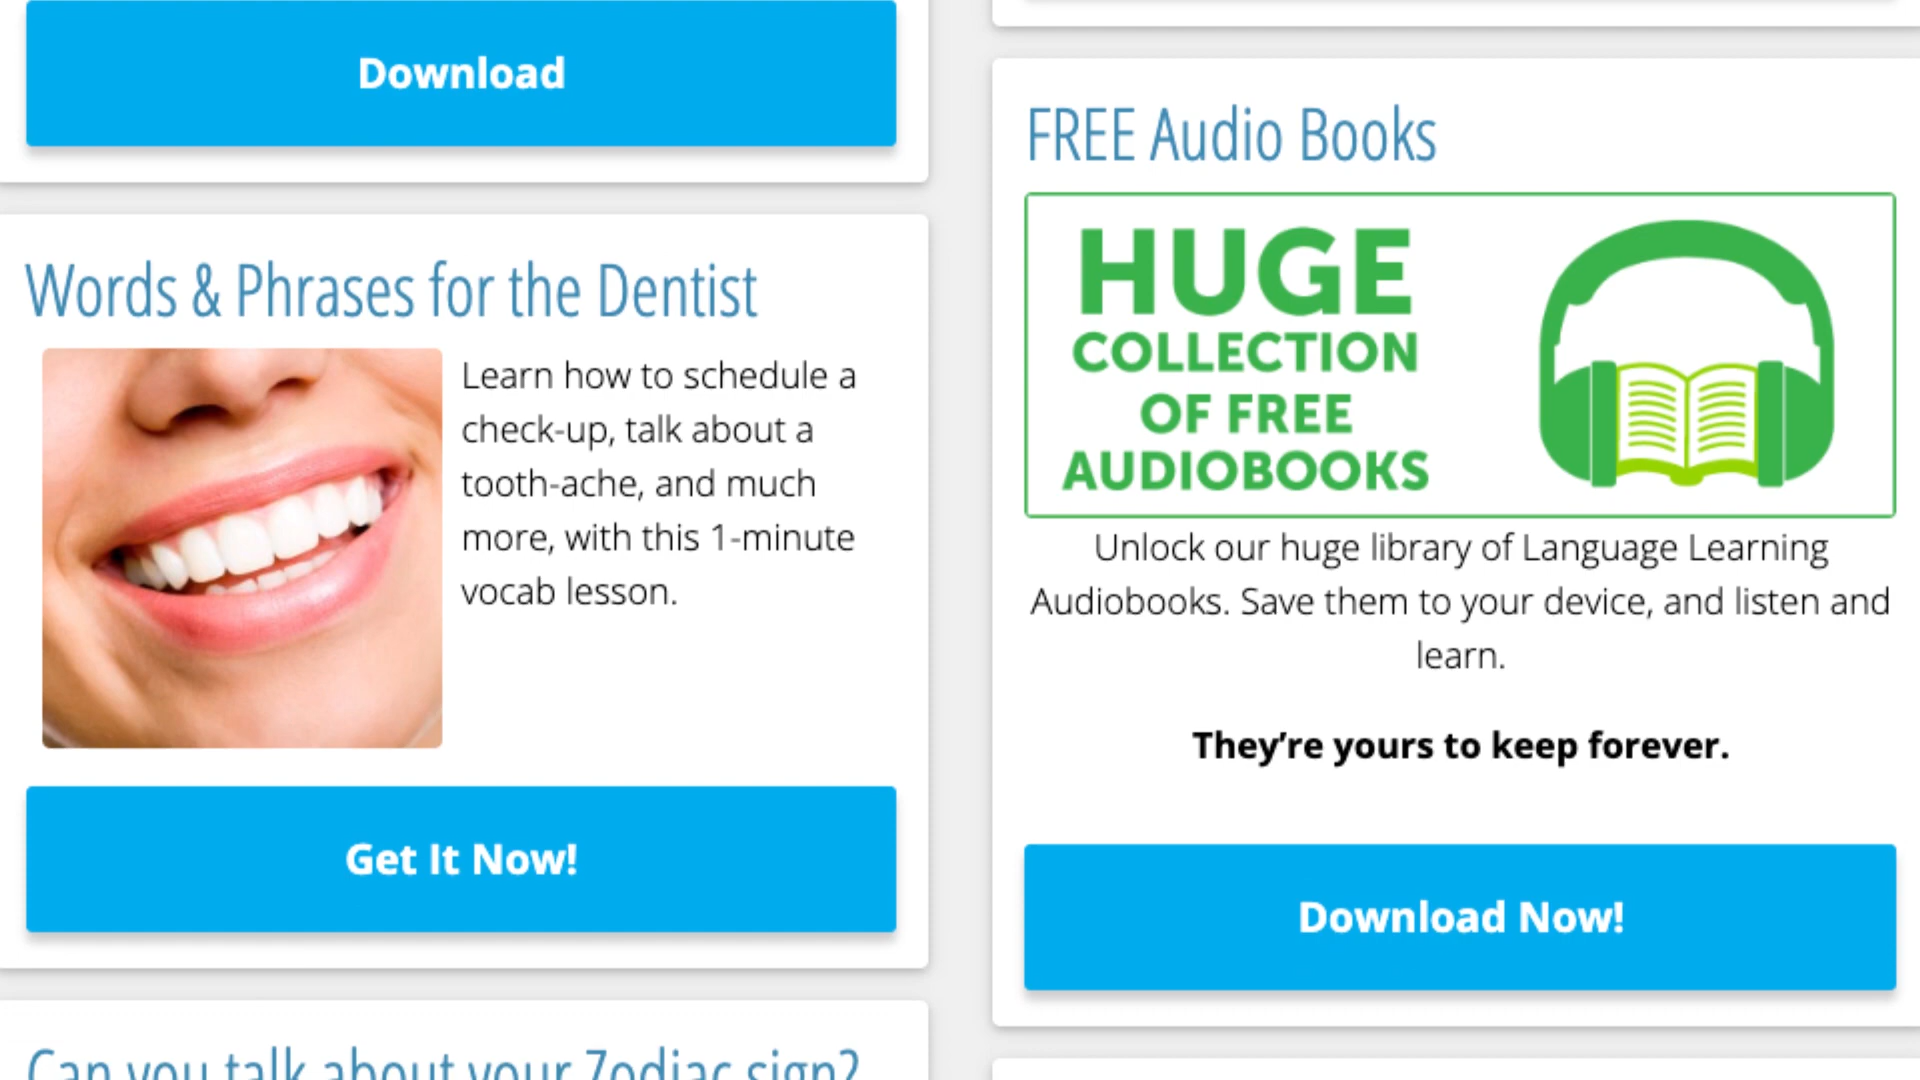 Download
Words & Phrases for the Dentist
Learn how to schedule a
check-up, talk about a
tooth-ache, and much
more, with this 1-minute
vocab lesson.
Get It Now!
Can you talk about your Zodiac sign?
FREE Audio Books
HUGE
COLLECTION
OF FREE
AUDIOBOOKS
Unlock our huge library of Language Learning
Audiobooks. Save them to your device, and listen and
learn.
They’re yours to keep forever.
Download Now!